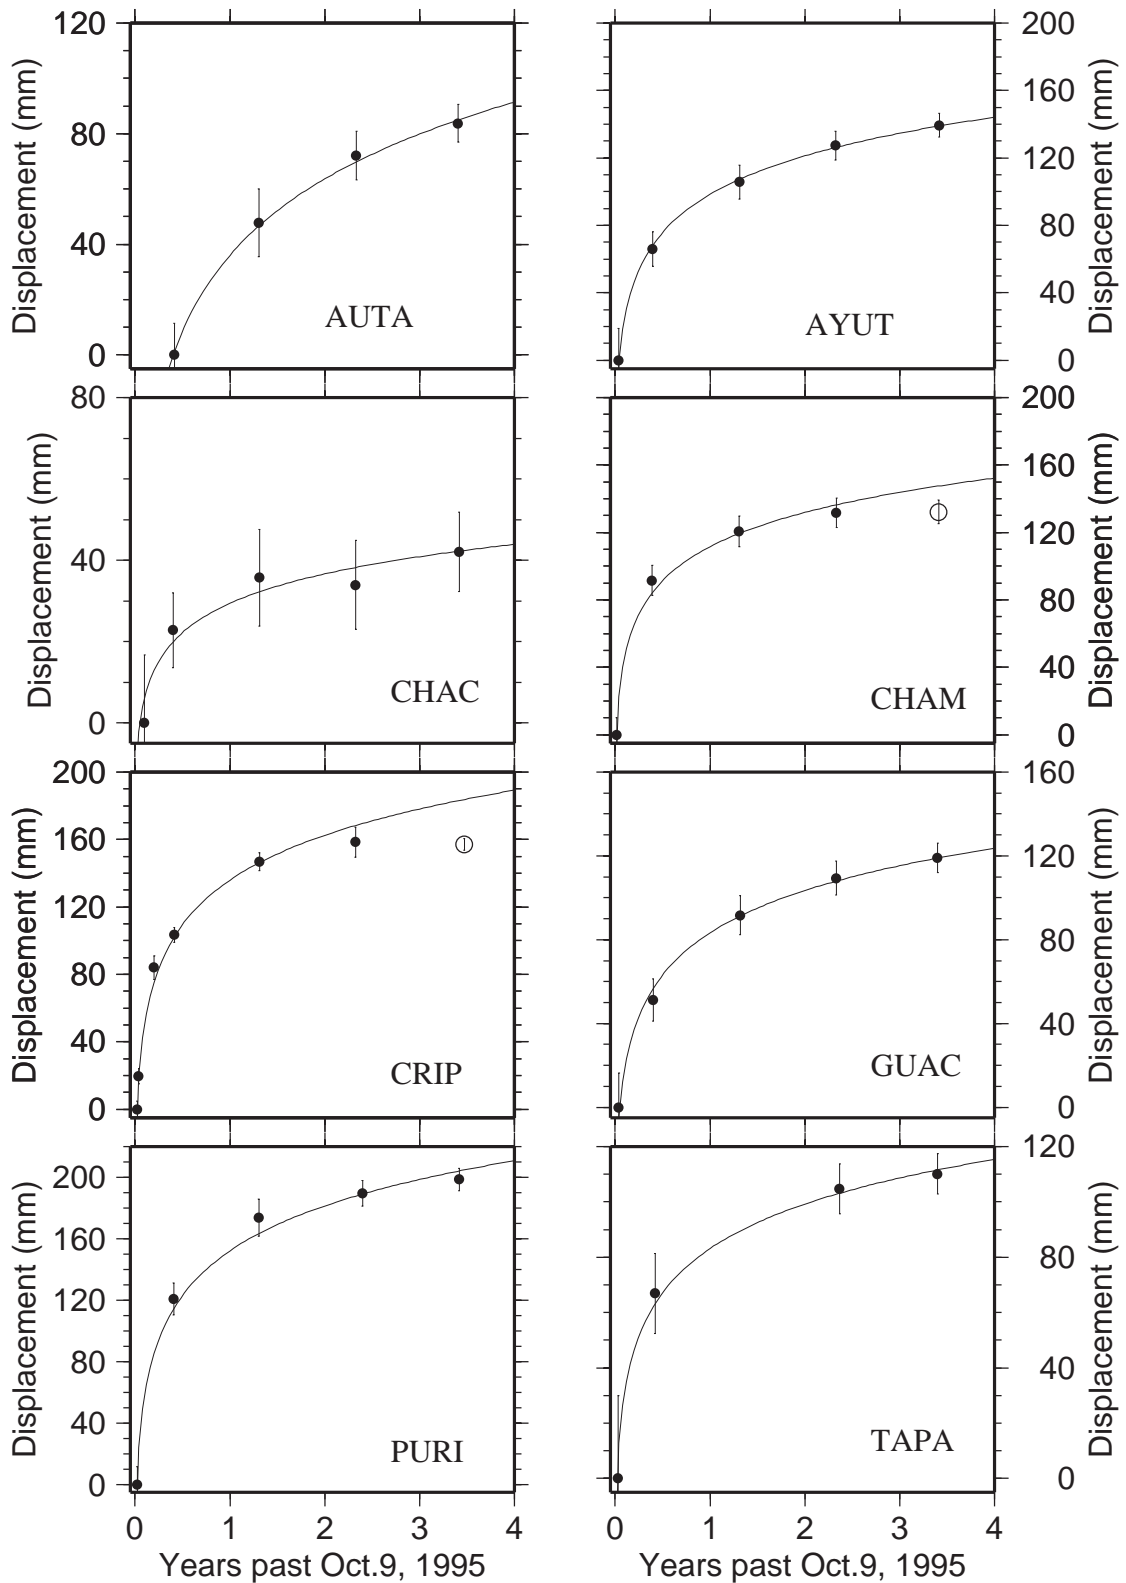 120
80
40
0
Displacement (mm)
AUTA
200
160
120
80
40
0
Displacement (mm)
AYUT
80
40
0
Displacement (mm)
CHAC
200
160
120
80
40
0
Displacement (mm)
CHAM
200
160
120
80
40
0
Displacement (mm)
CRIP
160
120
80
40
0
Displacement (mm)
GUAC
200
160
120
80
40
0
Displacement (mm)
PURI
0 1 2 3 4
Years past Oct.9, 1995
120
80
40
0
Displacement (mm)
TAPA
0 1 2 3 4
Years past Oct.9, 1995